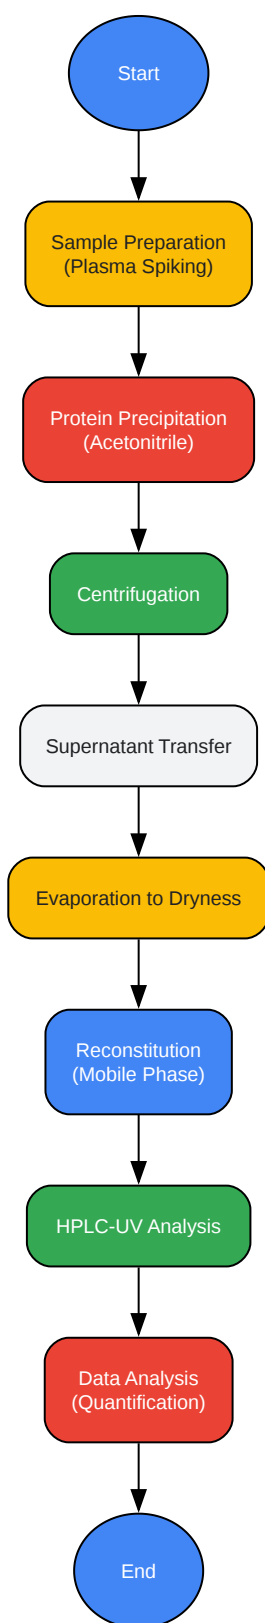 Start
Sample Preparation
(Plasma Spiking)
Protein Precipitation
(Acetonitrile)
Centrifugation
Supernatant Transfer
Evaporation to Dryness
Reconstitution
(Mobile Phase)
HPLC-UV Analysis
Data Analysis
(Quantification)
End